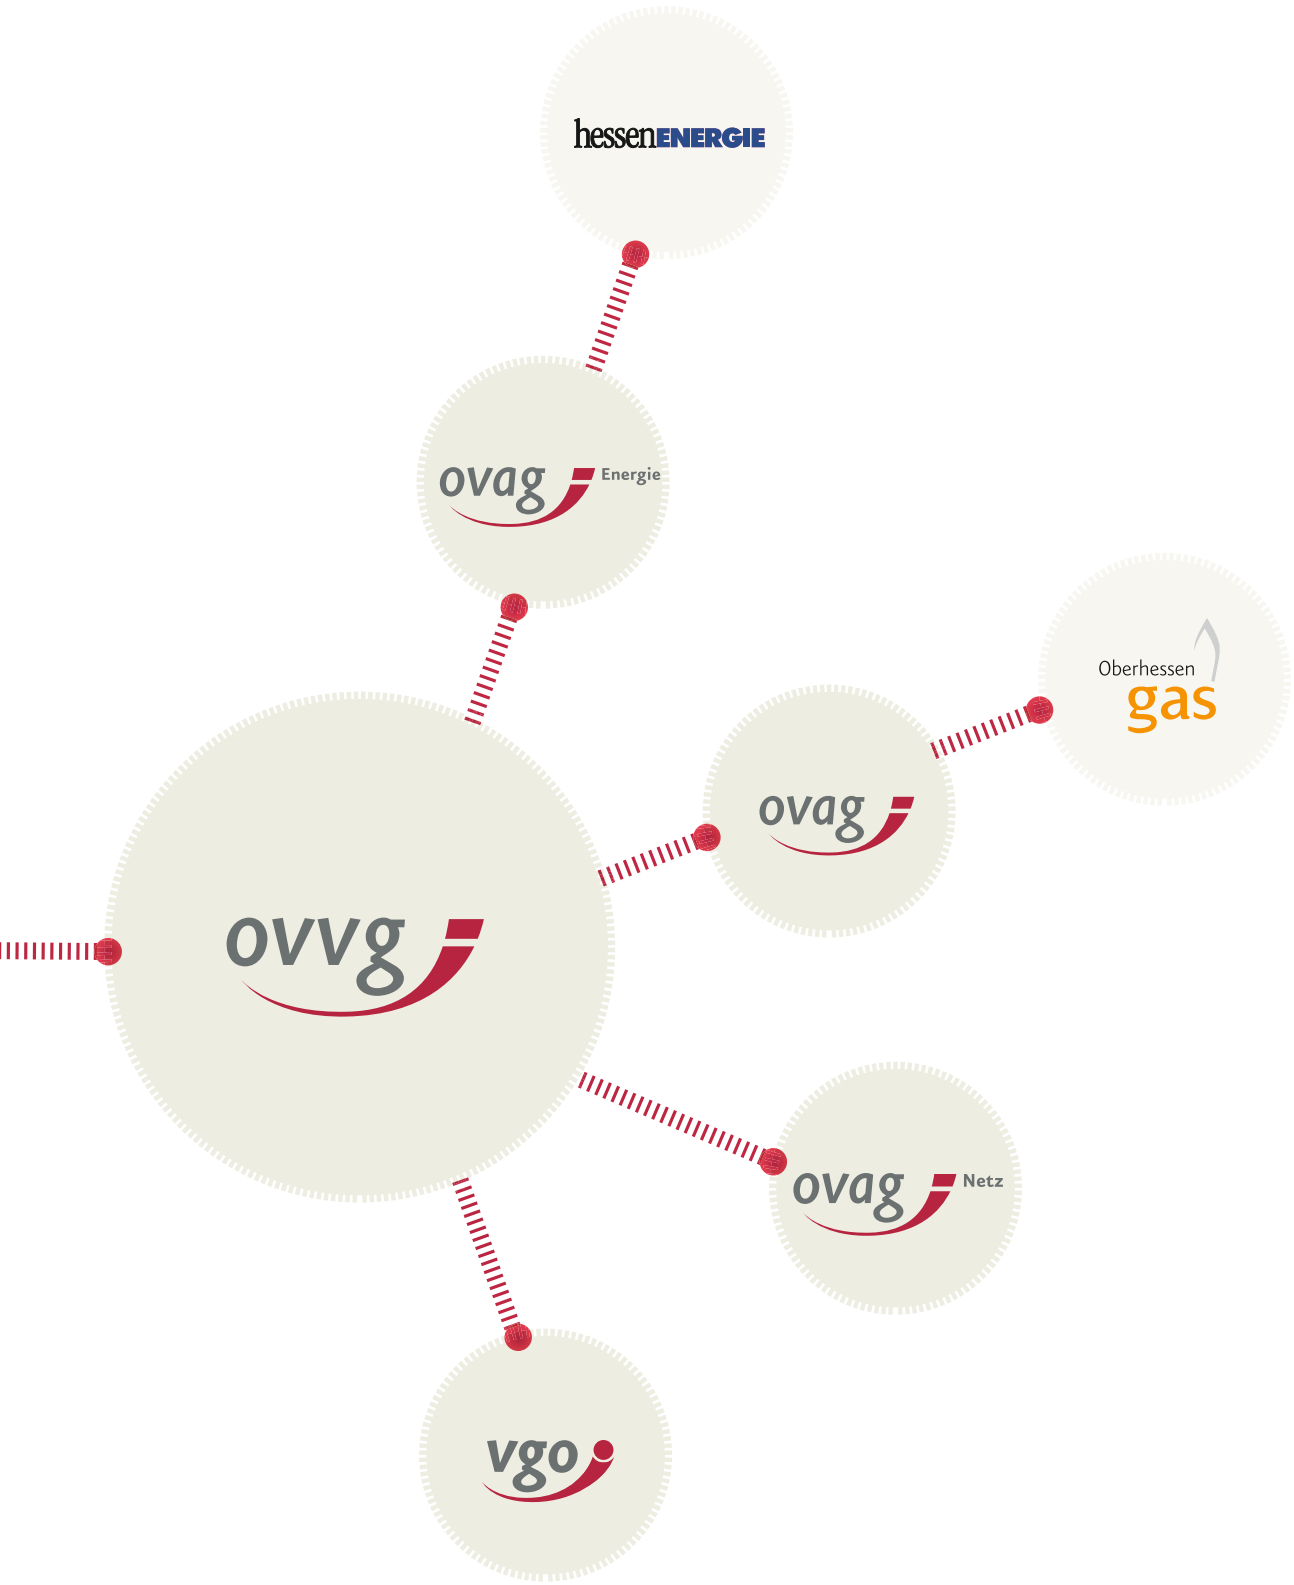 hessenENERGIE
ovag Energie
Oberhessen
gas
ovag
ovvg
ovag Netz
vgo